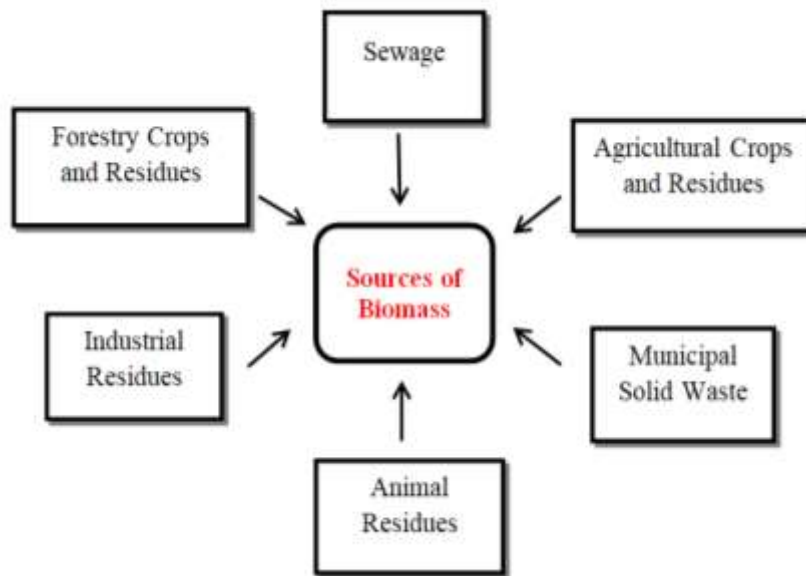 Sewage
Forestry Crops
and Residues
Agricultural Crops
and Residues
Sources of
Biomass
Industrial
Residues
Municipal
Solid Waste
Animal
Residues